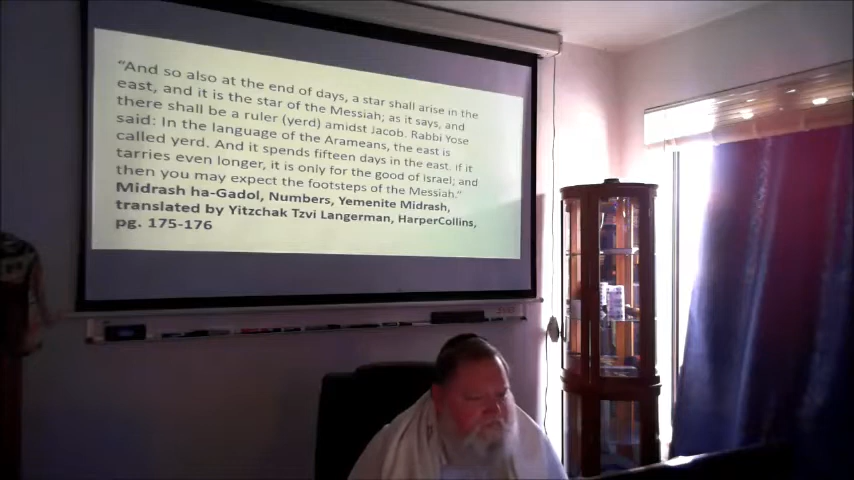 “And so also at the end of days, a star shall arise in the
east, and it is the star of the Messiah; as it says, and
there shall be a ruler (yerd) amidst Jacob. Rabbi Yose
said: In the language of the Arameans, the East is
called yerd. And it spends fifteen days in the east. if it
tarries even longer, it is only for the good of Israel; and
then you may expect the footsteps of the Messiah.”
Midrash ha-Gadol, Numbers, Yemenite Midrash,
translated by Yitzchak Tzvi Langerman, HarperCollins,
pg. 175-176